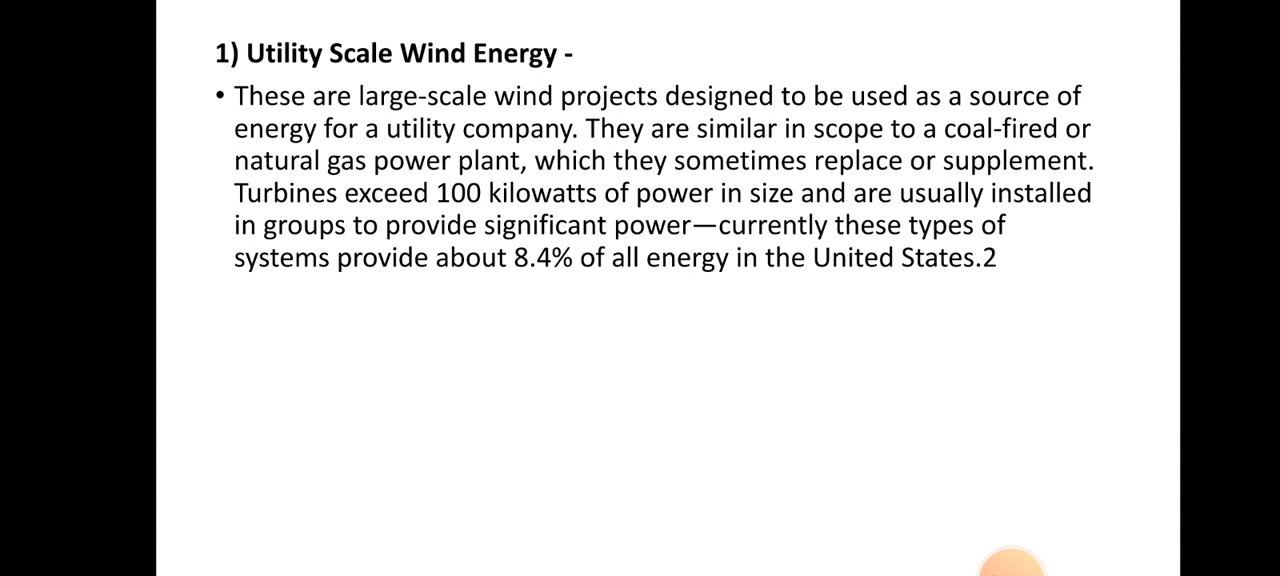 1) Utility Scale Wind Energy -
• These are large-scale wind projects designed to be used as a source of
energy for a utility company. They are similar in scope to a coal-fired or
natural gas power plant, which they sometimes replace or supplement.
Turbines exceed 100 kilowatts of power in size and are usually installed
in groups to provide significant power—currently these types of
systems provide about 8.4% of all energy in the United States.2